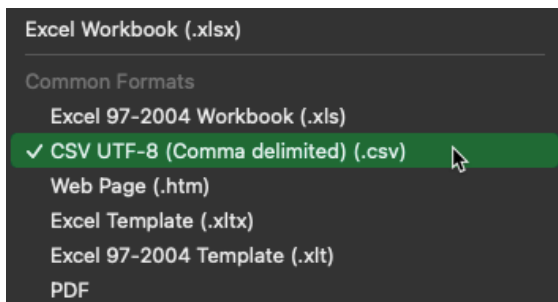 Excel Workbook (.xlsx)
Common Formats
Excel 97-2004 Workbook (.xls)
CSV UTF-8 (Comma delimited) (.csv)
Web Page (.htm)
Excel Template (.xltx)
Excel 97-2004 Template (.xlt)
PDF